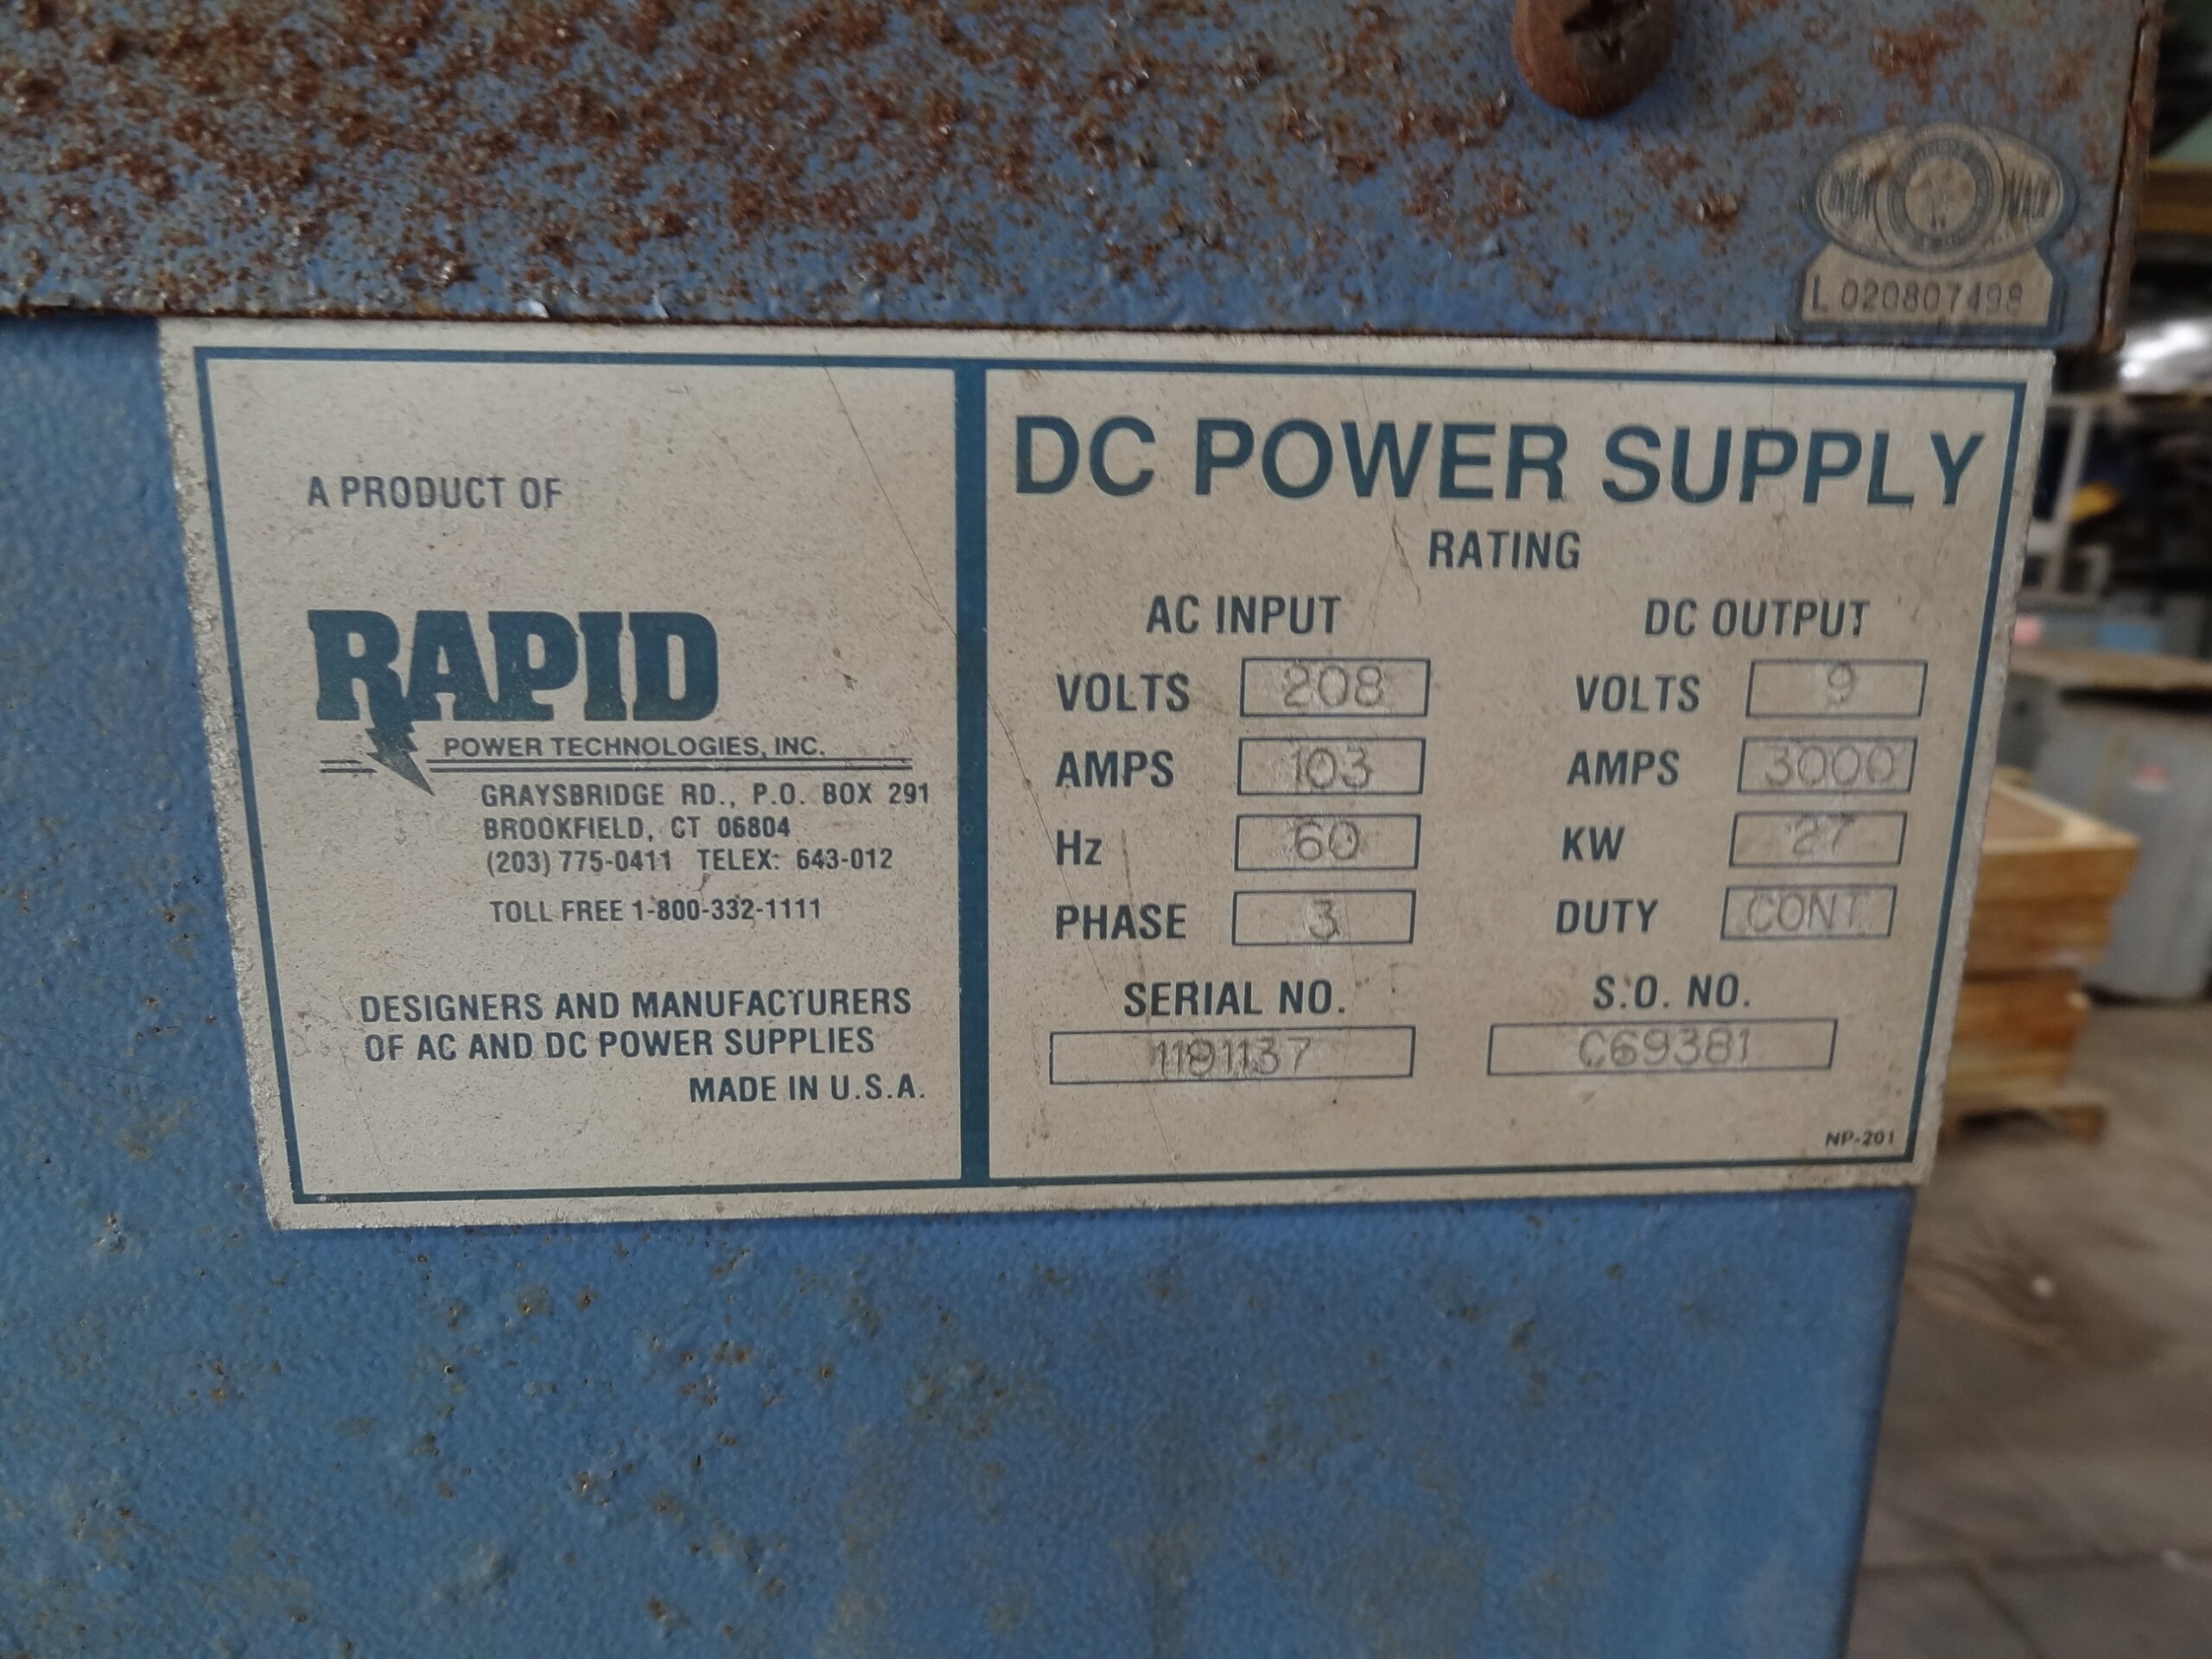 UNION MADE
L 020807498
A PRODUCT OF
RAPID
POWER TECHNOLOGIES, INC.
GRAYSBRIDGE RD., P.O. BOX 291
BROOKFIELD, CT 06804
(203) 775-0411 TELEX: 643-012
TOLL FREE 1-800-332-1111
DESIGNERS AND MANUFACTURERS
OF AC AND DC POWER SUPPLIES
MADE IN U.S.A.
DC POWER SUPPLY
RATING
AC INPUT DC OUTPUT
VOLTS 208 VOLTS 9
AMPS 103 AMPS 3000
Hz 60 KW 27
PHASE 3 DUTY CONT.
SERIAL NO. S.O. NO.
C69381
NP-201